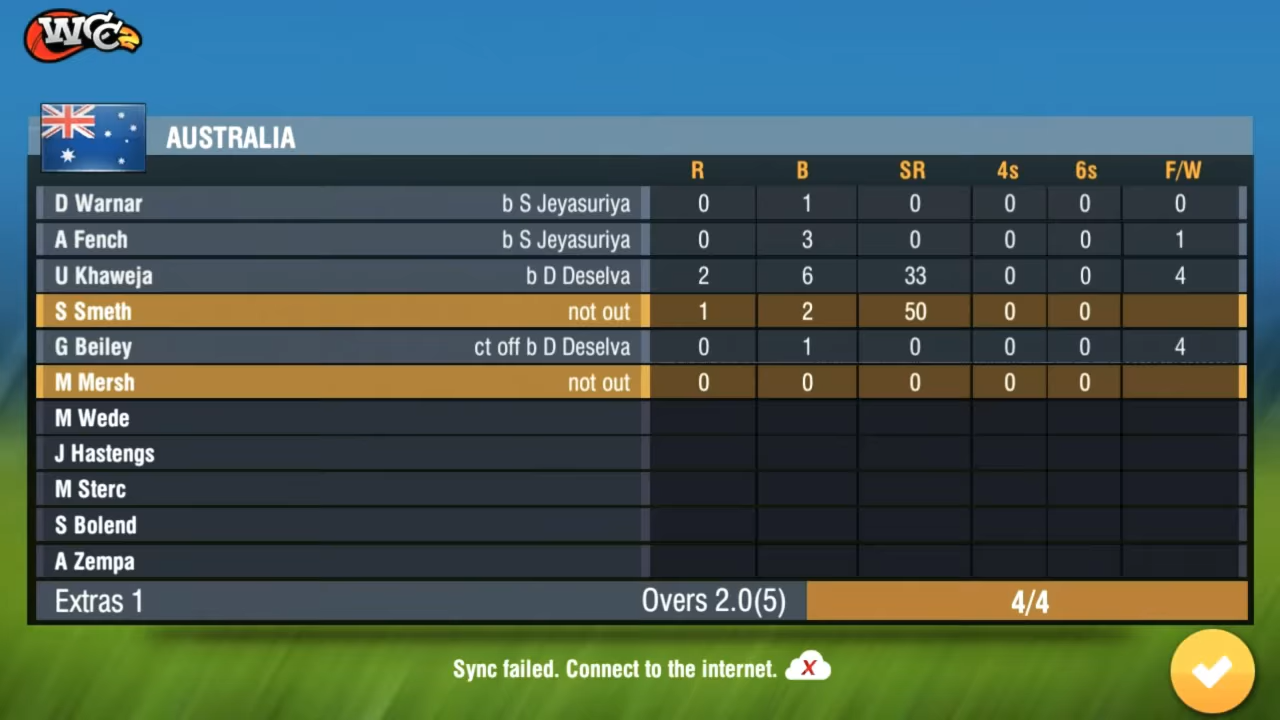 WCC
AUSTRALIA
R B SR 4s 6s F/W
D Warnar b S Jeyasuriya 0 1 0 0 0 0
A Fench b S Jeyasuriya 0 3 0 0 0 1
U Khaweja b D Deselva 2 6 33 0 0 4
S Smeth not out 1 2 50 0 0
G Beiley ct off b D Deselva 0 1 0 0 0 4
M Mersh not out 0 0 0 0 0
M Wede
J Hastengs
M Sterc
S Bolend
A Zempa
Extras 1 Overs 2.0(5) 4/4
Sync failed. Connect to the internet. X